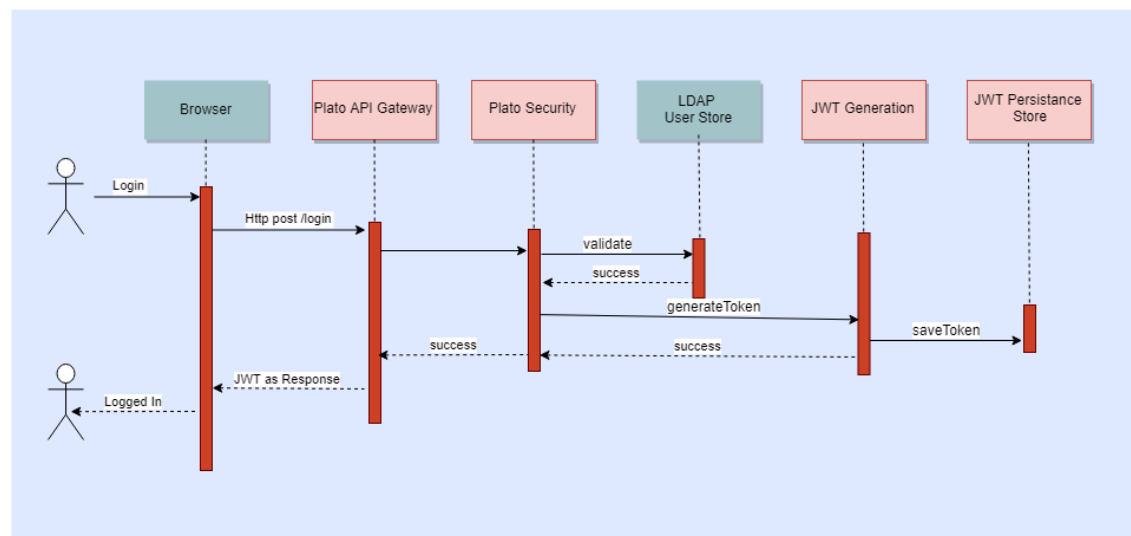 Browser
Plato API Gateway
Plato Security
LDAP
User Store
JWT Generation
JWT Persistance
Store
Login
Http post /login
validate
success
generateToken
saveToken
success
success
JWT as Response
Logged In